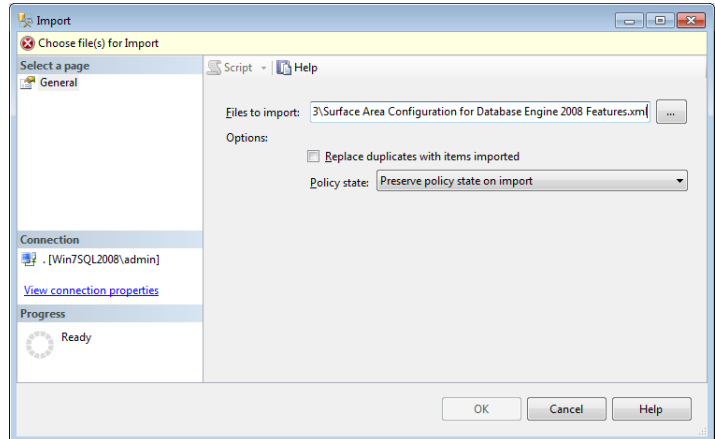 Import
Choose file(s) for Import
Select a page
General
Script
Help
Files to import:
3\Surface Area Configuration for Database Engine 2008 Features.xml
...
Options:
Replace duplicates with items imported
Policy state:
Preserve policy state on import
Connection
. [Win7SQL2008\admin]
View connection properties
Progress
Ready
OK
Cancel
Help